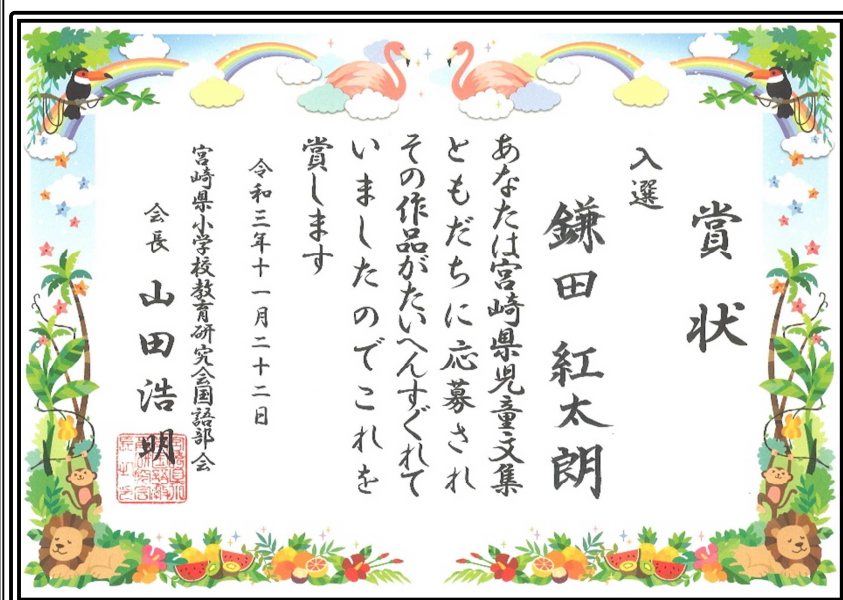 賞状
入選
鎌田 紅太朗
あなたは宮崎県児童文集
ともだちに応募され
その作品がたいへんすぐれて
いましたのでこれを
賞します
令和三年十一月二十二日
宮崎県小学校教育研究会国語部会
会長 山田浩明